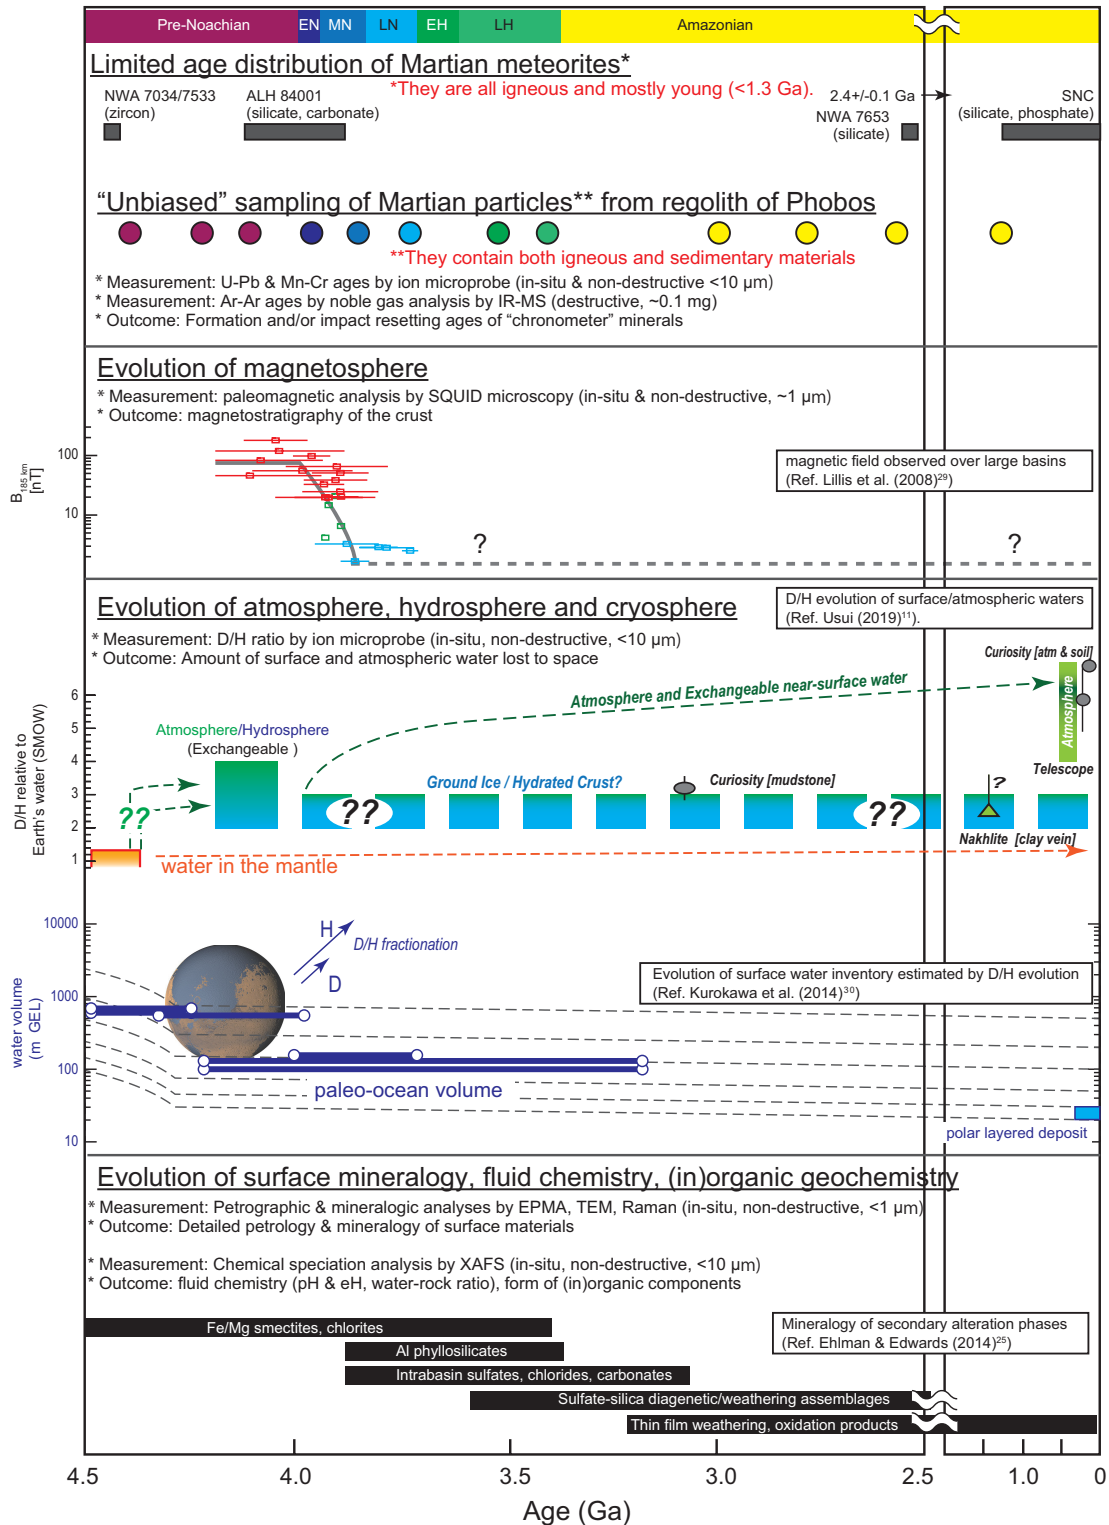 Pre-Noachian EN MN LN EH LH Amazonian
Limited age distribution of Martian meteorites*
*They are all igneous and mostly young (<1.3 Ga).
NWA 7034/7533
(zircon)
ALH 84001
(silicate, carbonate)
2.4+/-0.1 Ga
NWA 7653
(silicate)
SNC
(silicate, phosphate)
“Unbiased” sampling of Martian particles** from regolith of Phobos
**They contain both igneous and sedimentary materials
* Measurement: U-Pb & Mn-Cr ages by ion microprobe (in-situ & non-destructive <10 μm)
* Measurement: Ar-Ar ages by noble gas analysis by IR-MS (destructive, ~0.1 mg)
* Outcome: Formation and/or impact resetting ages of “chronometer” minerals
Evolution of magnetosphere
* Measurement: paleomagnetic analysis by SQUID microscopy (in-situ & non-destructive, ~1 μm)
* Outcome: magnetostratigraphy of the crust
100
10
B185 km
[nT]
magnetic field observed over large basins
(Ref. Lillis et al. (2008)29)
?
?
Evolution of atmosphere, hydrosphere and cryosphere
D/H evolution of surface/atmospheric waters
(Ref. Usui (2019)11).
* Measurement: D/H ratio by ion microprobe (in-situ, non-destructive, <10 μm)
* Outcome: Amount of surface and atmospheric water lost to space
Curiosity [atm & soil]
Atmosphere and Exchangeable near-surface water
Atmosphere
Telescope
6
5
4
3
2
1
D/H relative to
Earth's water (SMOW)
Atmosphere/Hydrosphere
(Exchangeable )
Ground Ice / Hydrated Crust?
Curiosity [mudstone]
?
??
??
??
Nakhlite [clay vein]
water in the mantle
10000
1000
100
10
water volume
(m GEL)
H
D/H fractionation
D
Evolution of surface water inventory estimated by D/H evolution
(Ref. Kurokawa et al. (2014)30)
paleo-ocean volume
polar layered deposit
Evolution of surface mineralogy, fluid chemistry, (in)organic geochemistry
* Measurement: Petrographic & mineralogic analyses by EPMA, TEM, Raman (in-situ, non-destructive, <1 μm)
* Outcome: Detailed petrology & mineralogy of surface materials
* Measurement: Chemical speciation analysis by XAFS (in-situ, non-destructive, <10 μm)
* Outcome: fluid chemistry (pH & eH, water-rock ratio), form of (in)organic components
Mineralogy of secondary alteration phases
(Ref. Ehlman & Edwards (2014)25)
Fe/Mg smectites, chlorites
Al phyllosilicates
Intrabasin sulfates, chlorides, carbonates
Sulfate-silica diagenetic/weathering assemblages
Thin film weathering, oxidation products
4.5 4.0 3.5 3.0 2.5 1.0 0
Age (Ga)